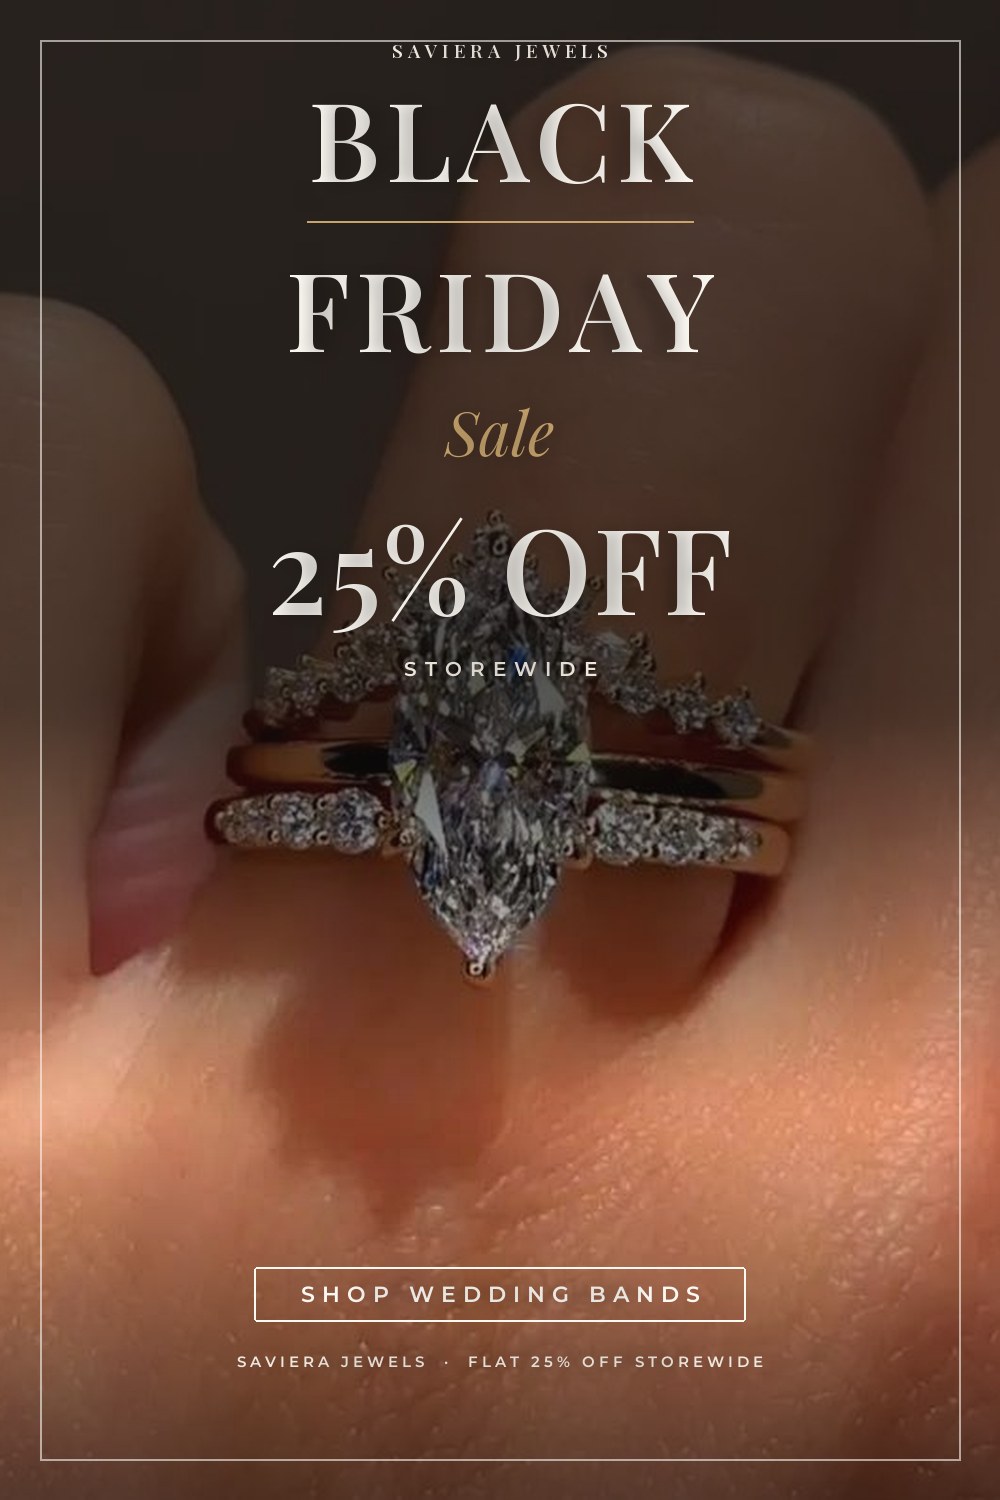 SAVIERA JEWELS
BLACK
FRIDAY
Sale
25% OFF
STOREWIDE
SHOP WEDDING BANDS
SAVIERA JEWELS · FLAT 25% OFF STOREWIDE